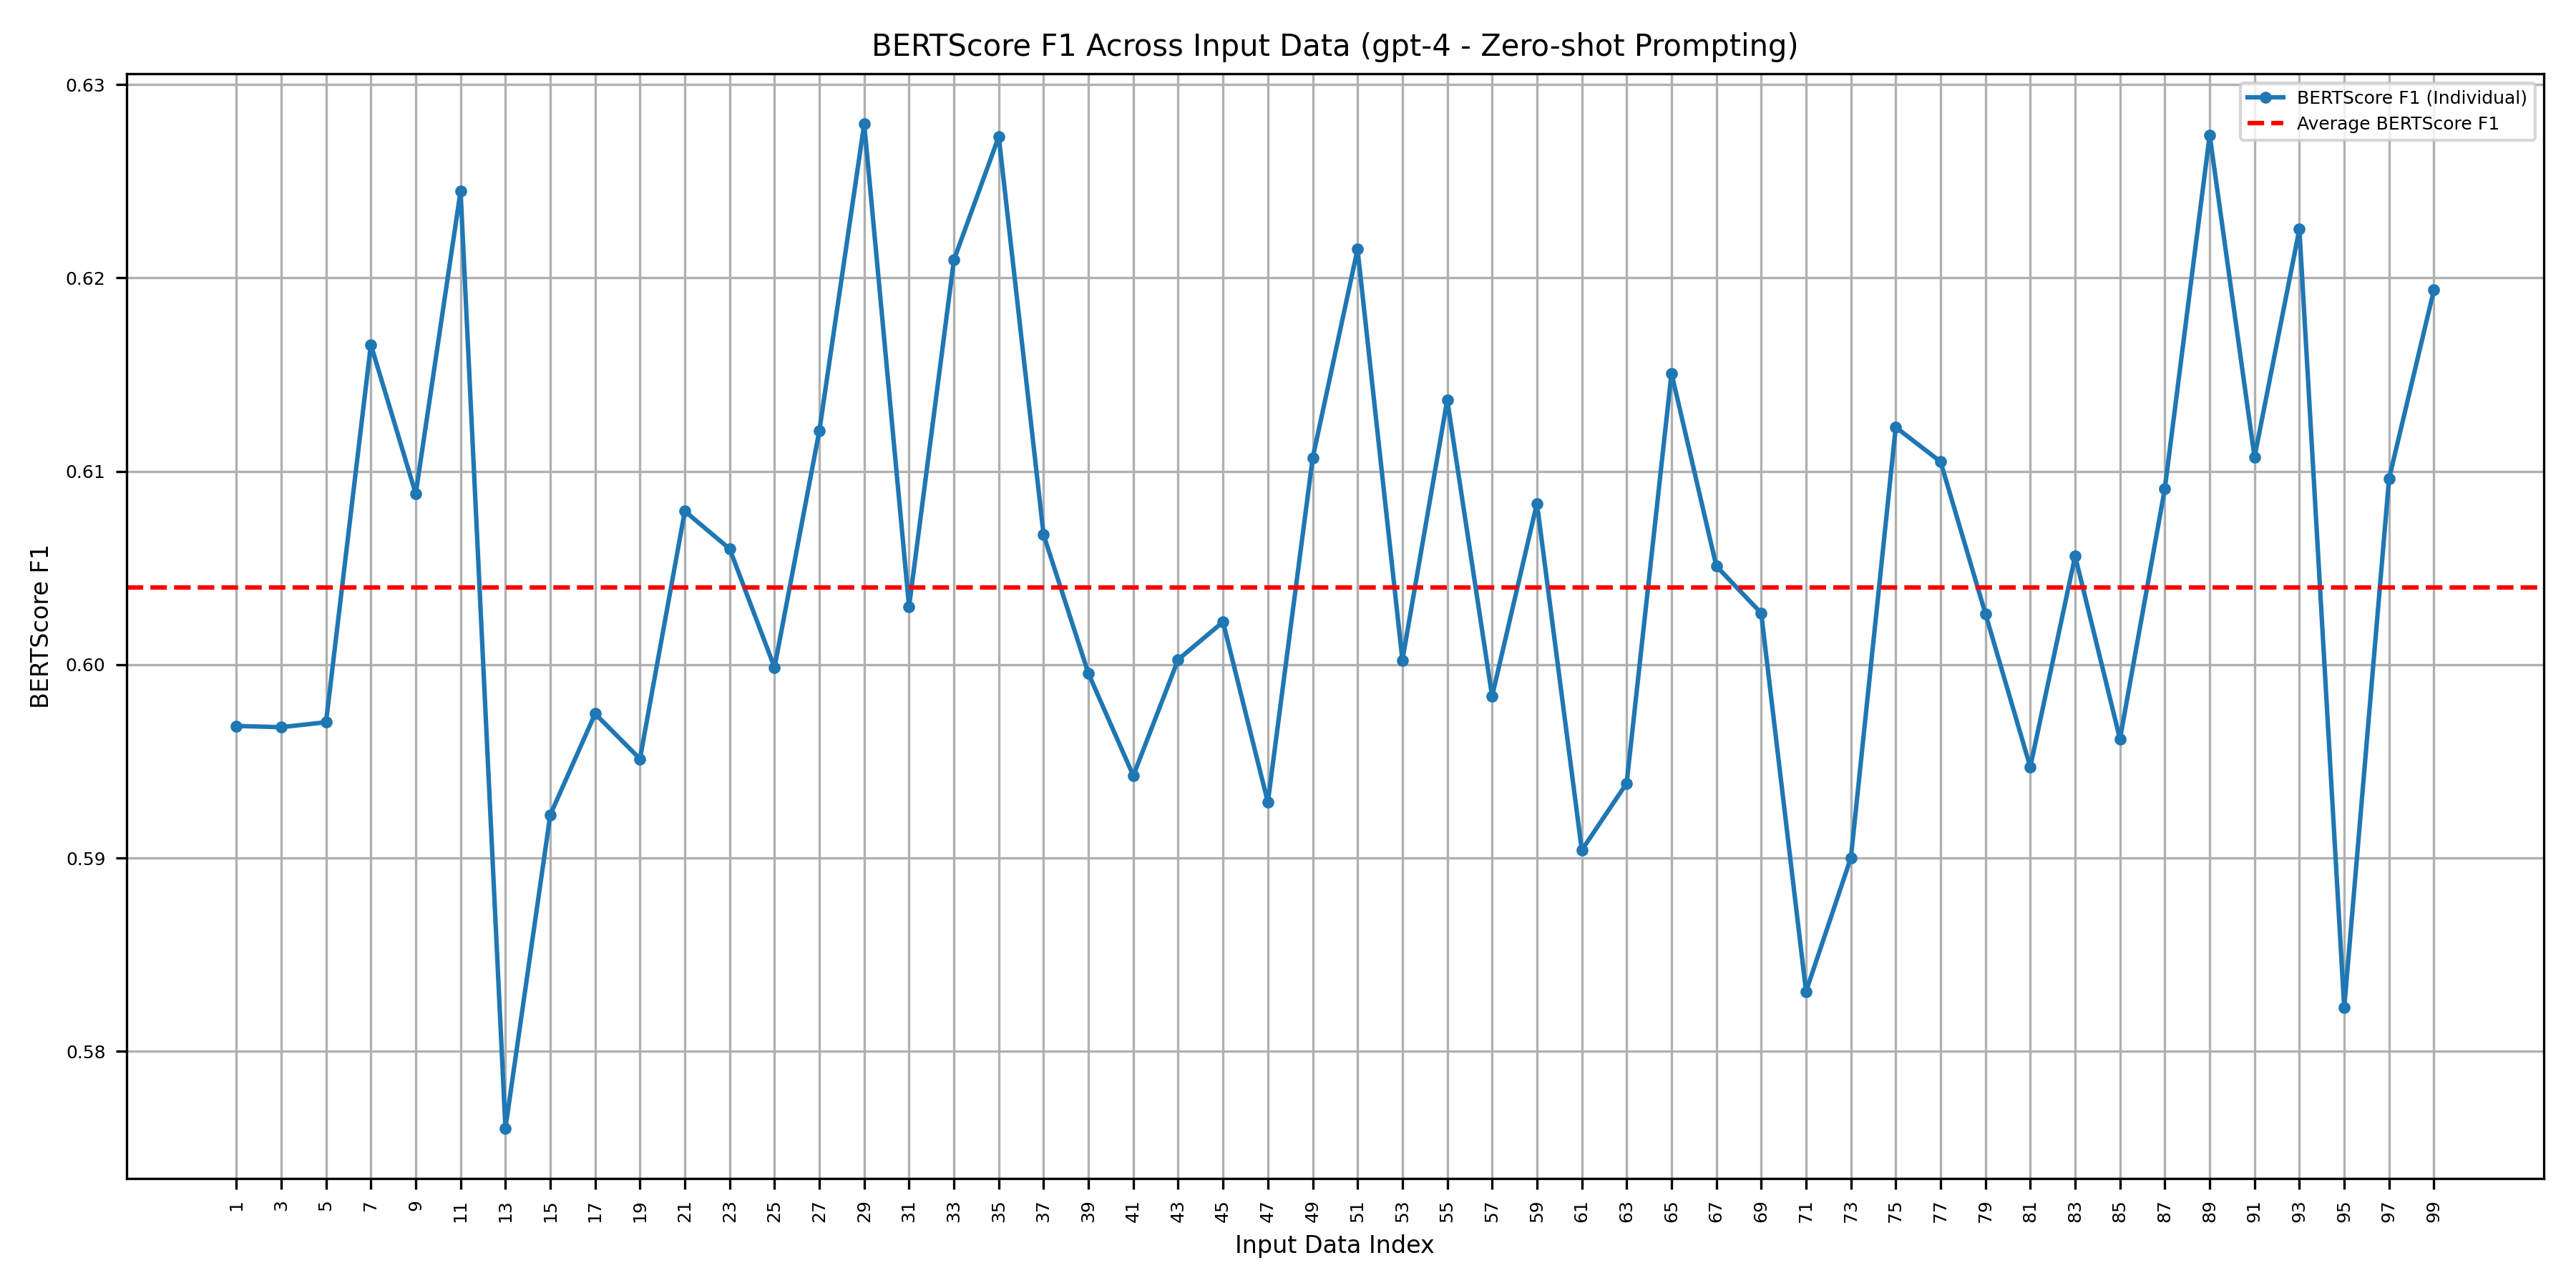 BERTScore F1 Across Input Data (gpt-4 - Zero-shot Prompting)
BERTScore F1 (Individual)
Average BERTScore F1
BERTScore F1
0.63
0.62
0.61
0.60
0.59
0.58
1 3 5 7 9 11 13 15 17 19 21 23 25 27 29 31 33 35 37 39 41 43 45 47 49 51 53 55 57 59 61 63 65 67 69 71 73 75 77 79 81 83 85 87 89 91 93 95 97 99
Input Data Index